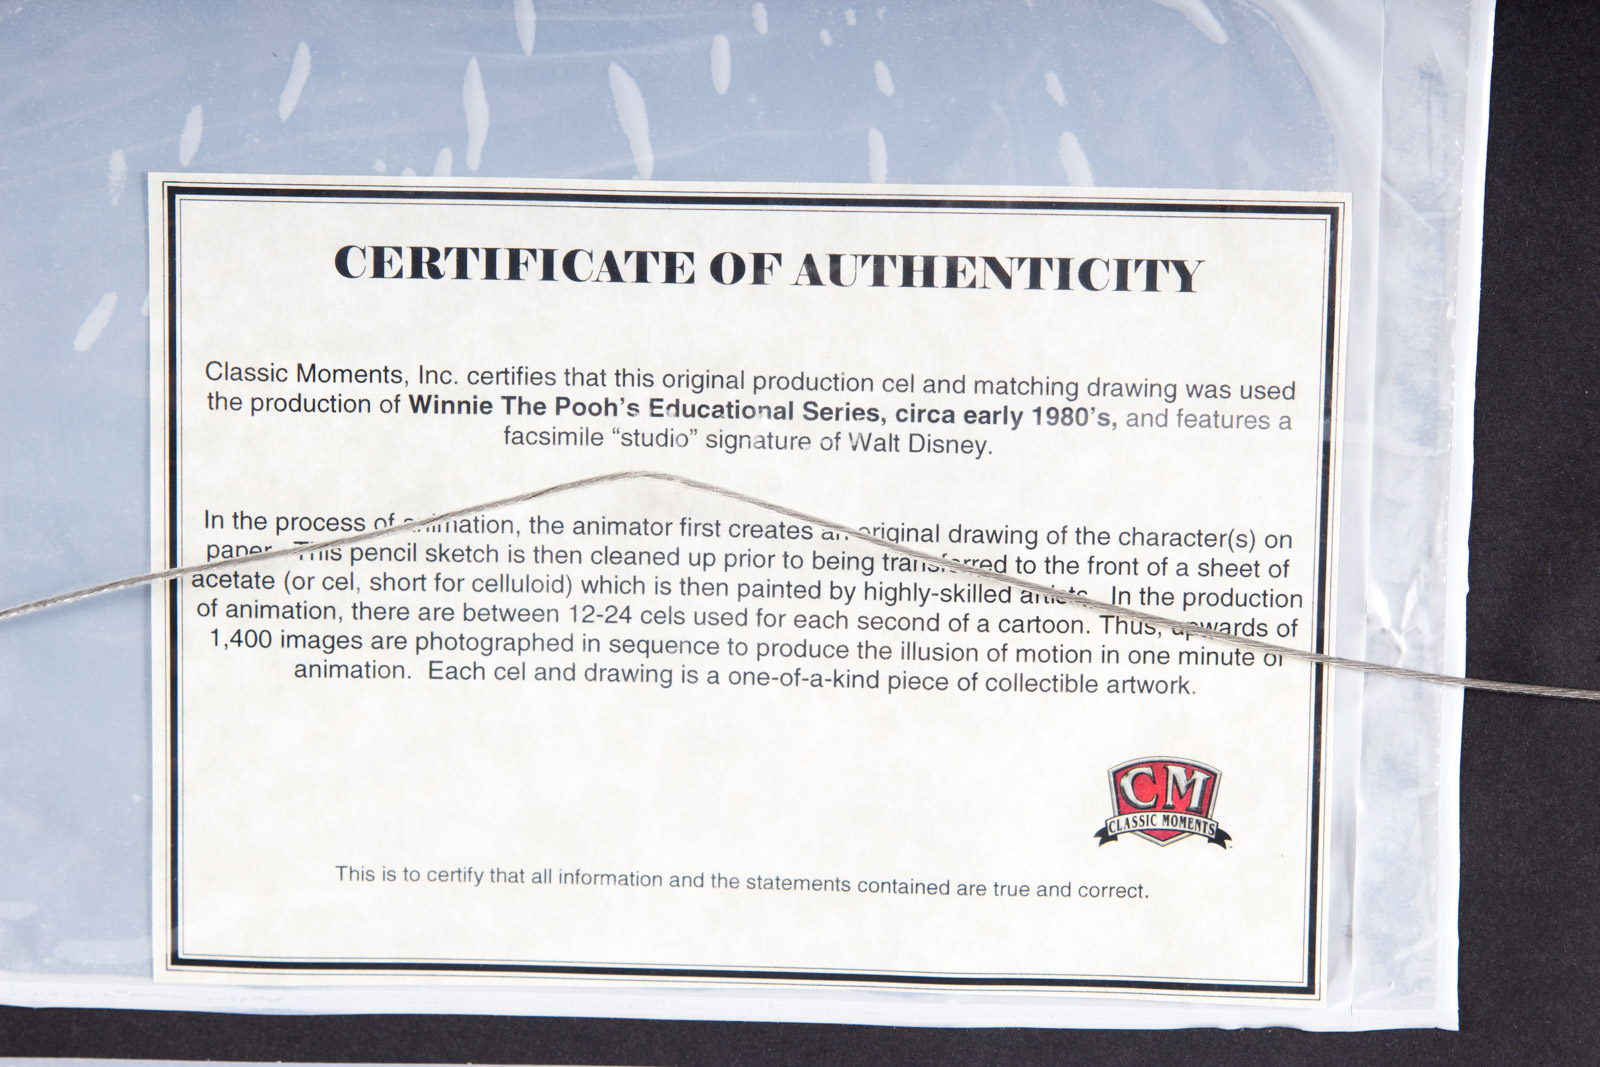 CERTIFICATE OF AUTHENTICITY
Classic Moments, Inc. certifies that this original production cel and matching drawing was used
the production of Winnie The Pooh's Educational Series, circa early 1980's, and features a
facsimile “studio” signature of Walt Disney.
In the process of animation, the animator first creates an original drawing of the character(s) on
paper. This pencil sketch is then cleaned up prior to being transferred to the front of a sheet of
acetate (or cel, short for celluloid) which is then painted by highly-skilled artists. In the production
of animation, there are between 12-24 cels used for each second of a cartoon. Thus, upwards of
1,400 images are photographed in sequence to produce the illusion of motion in one minute of
animation. Each cel and drawing is a one-of-a-kind piece of collectible artwork.
CM
CLASSIC MOMENTS
This is to certify that all information and the statements contained are true and correct.